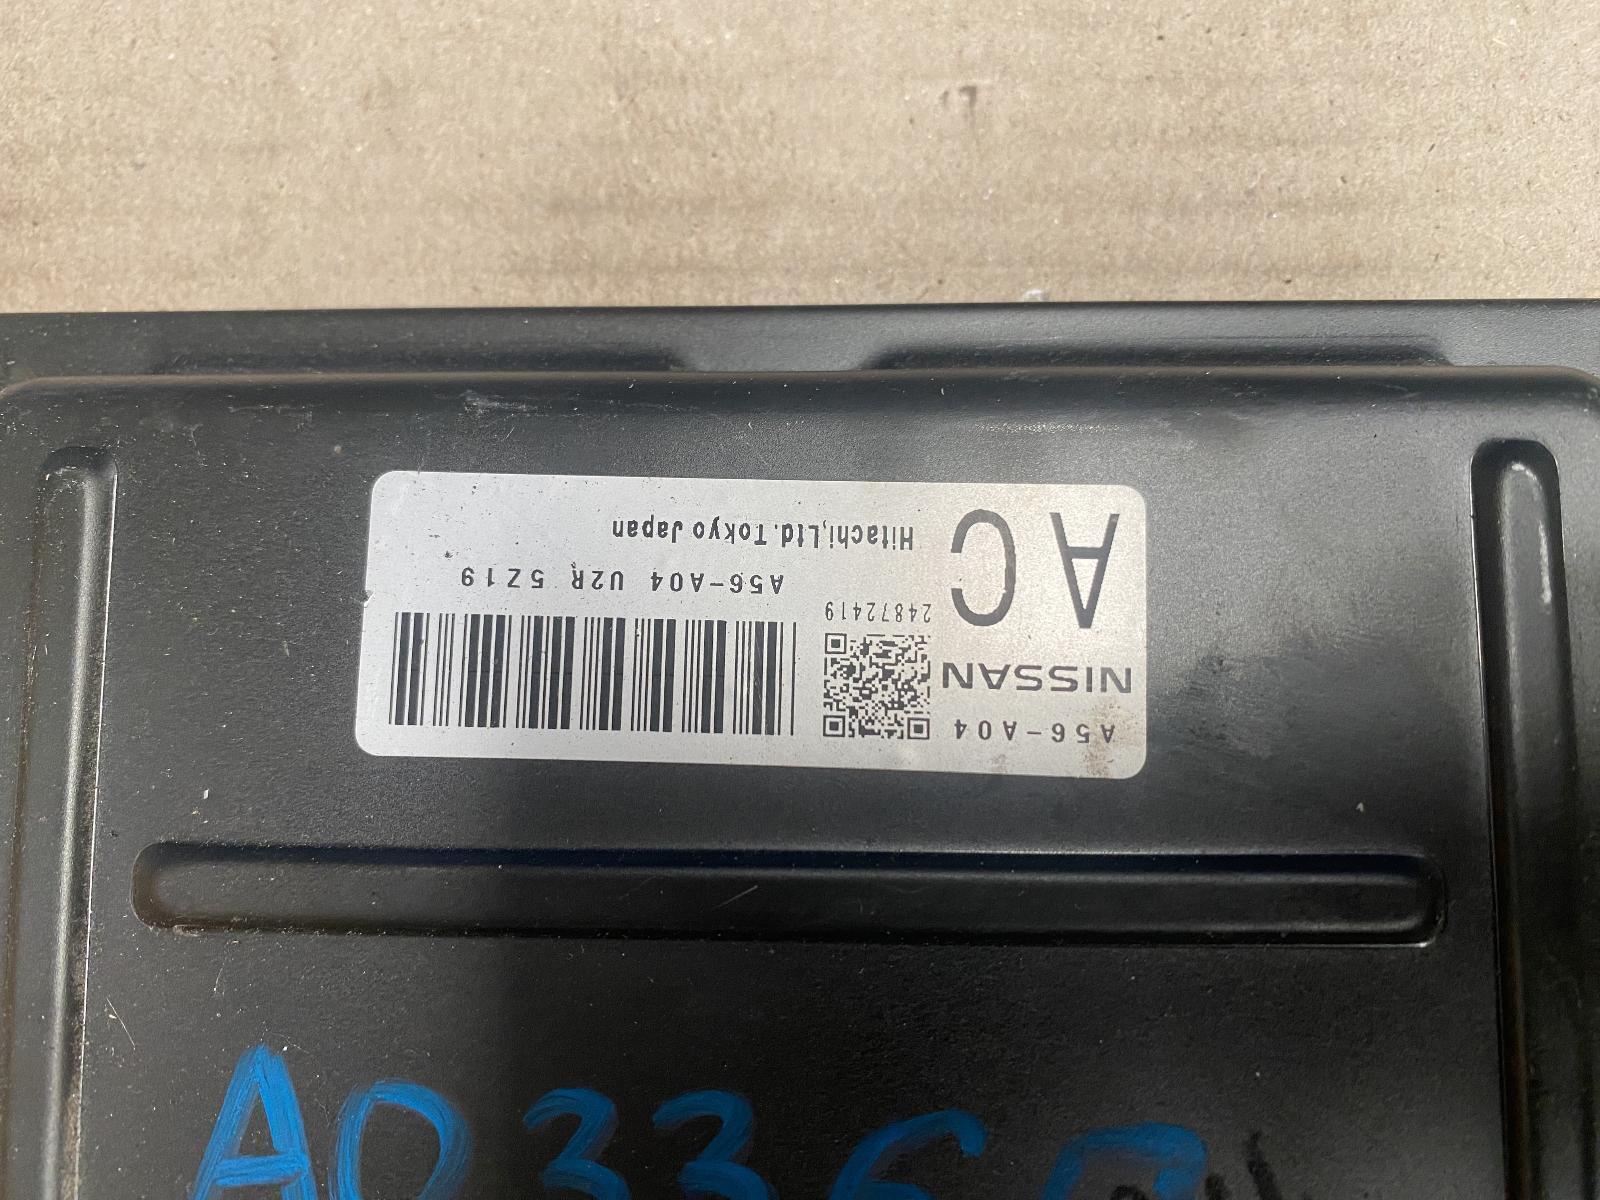 A56-A04
NISSAN
AC
24872419
A56-A04 U2R 5Z19
Hitachi,Ltd.Tokyo Japan